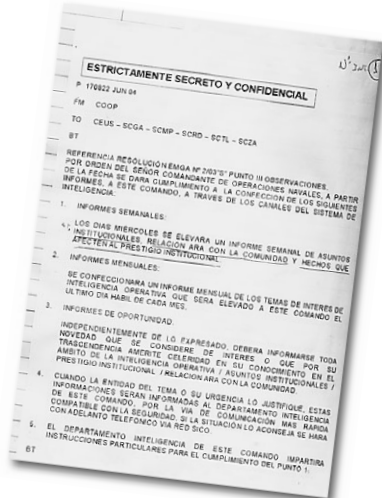 Nº
ESTRICTAMENTE SECRETO Y CONFIDENCIAL
P 170822 JUN 04
FM COOP
TO CEUS – SCGA – SCMP – SCRD – SCTL – SCZA
BT
REFERENCIA RESOLUCION EMGA Nº 2/03"S" PUNTO III OBSERVACIONES.
POR ORDEN DEL SEÑOR COMANDANTE DE OPERACIONES NAVALES, A PARTIR
DE LA FECHA SE DARA CUMPLIMIENTO A LA CONFECCION DE LOS SIGUIENTES
INFORMES, A ESTE COMANDO, A TRAVES DE LOS CANALES DEL SISTEMA DE
INTELIGENCIA:
1. INFORMES SEMANALES:
LOS DIAS MIERCOLES SE ELEVARA UN INFORME SEMANAL DE ASUNTOS
INSTITUCIONALES, RELACION ARA CON LA COMUNIDAD Y HECHOS QUE
AFECTEN AL PRESTIGIO INSTITUCIONAL
2. INFORMES MENSUALES:
SE CONFECCIONARA UN INFORME MENSUAL DE LOS TEMAS DE INTERES DE
INTELIGENCIA OPERATIVA QUE SERA ELEVADO A ESTE COMANDO EL
ULTIMO DIA HABIL DE CADA MES.
3. INFORMES DE OPORTUNIDAD:
INDEPENDIENTEMENTE DE LO EXPRESADO, DEBERA INFORMARSE TODA
NOVEDAD QUE SE CONSIDERE DE INTERES O QUE POR SU
TRASCENDENCIA AMERITE CELERIDAD EN SU CONOCIMIENTO EN EL
AMBITO DE LA INTELIGENCIA OPERATIVA / ASUNTOS INSTITUCIONALES /
PRESTIGIO INSTITUCIONAL / RELACION ARA CON LA COMUNIDAD.
4. CUANDO LA ENTIDAD DEL TEMA O SU URGENCIA LO JUSTIFIQUE, ESTAS
INFORMACIONES SERAN INFORMADAS AL DEPARTAMENTO INTELIGENCIA
DE ESTE COMANDO, POR LA VIA DE COMUNICACIÓN MAS RAPIDA
COMPATIBLE CON LA SEGURIDAD. SI LA SITUACIÓN LO ACONSEJA SE HARA
CON ADELANTO TELEFONICO VIA RED SICO.
5. EL DEPARTAMENTO INTELIGENCIA DE ESTE COMANDO IMPARTIRA
INSTRUCCIONES PARTICULARES PARA EL CUMPLIMIENTO DEL PUNTO 1.
BT